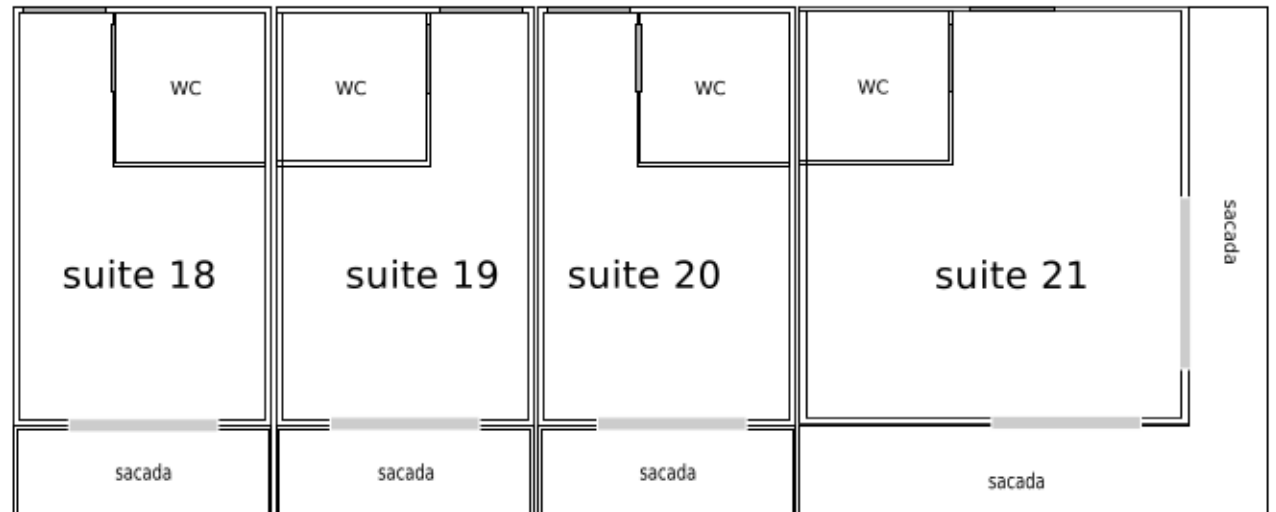 WC
WC
WC
WC
sacada
suite 18
suite 19
suite 20
suite 21
sacada
sacada
sacada
sacada